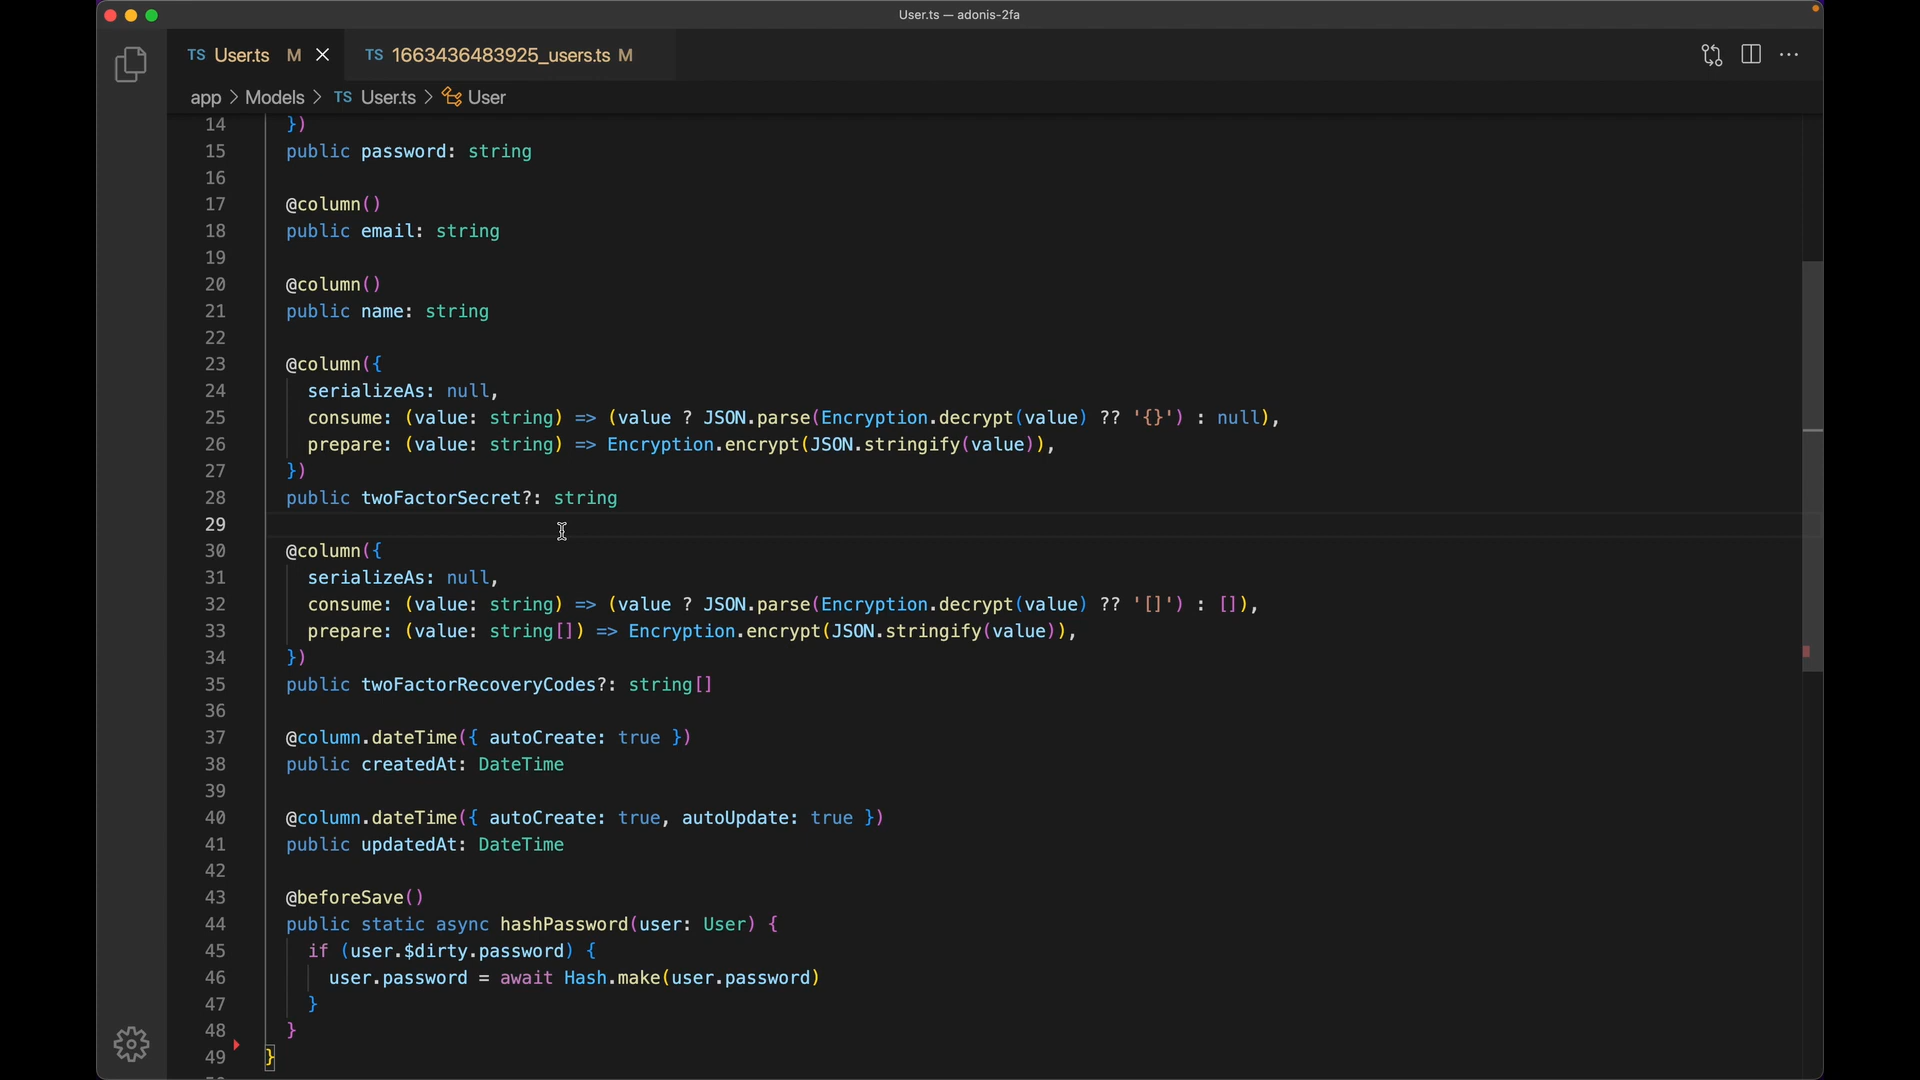 User.ts — adonis-2fa
TS User.ts M
TS 1663436483925_users.ts M
app > Models > TS User.ts > User
14 })
15 public password: string
16
17 @column()
18 public email: string
19
20 @column()
21 public name: string
22
23 @column({
24 serializeAs: null,
25 consume: (value: string) => (value ? JSON.parse(Encryption.decrypt(value) ?? '{}') : null),
26 prepare: (value: string) => Encryption.encrypt(JSON.stringify(value)),
27 })
28 public twoFactorSecret?: string
29
30 @column({
31 serializeAs: null,
32 consume: (value: string) => (value ? JSON.parse(Encryption.decrypt(value) ?? '[]') : []),
33 prepare: (value: string[]) => Encryption.encrypt(JSON.stringify(value)),
34 })
35 public twoFactorRecoveryCodes?: string[]
36
37 @column.dateTime({ autoCreate: true })
38 public createdAt: DateTime
39
40 @column.dateTime({ autoCreate: true, autoUpdate: true })
41 public updatedAt: DateTime
42
43 @beforeSave()
44 public static async hashPassword(user: User) {
45 if (user.$dirty.password) {
46 user.password = await Hash.make(user.password)
47 }
48 }
49 }